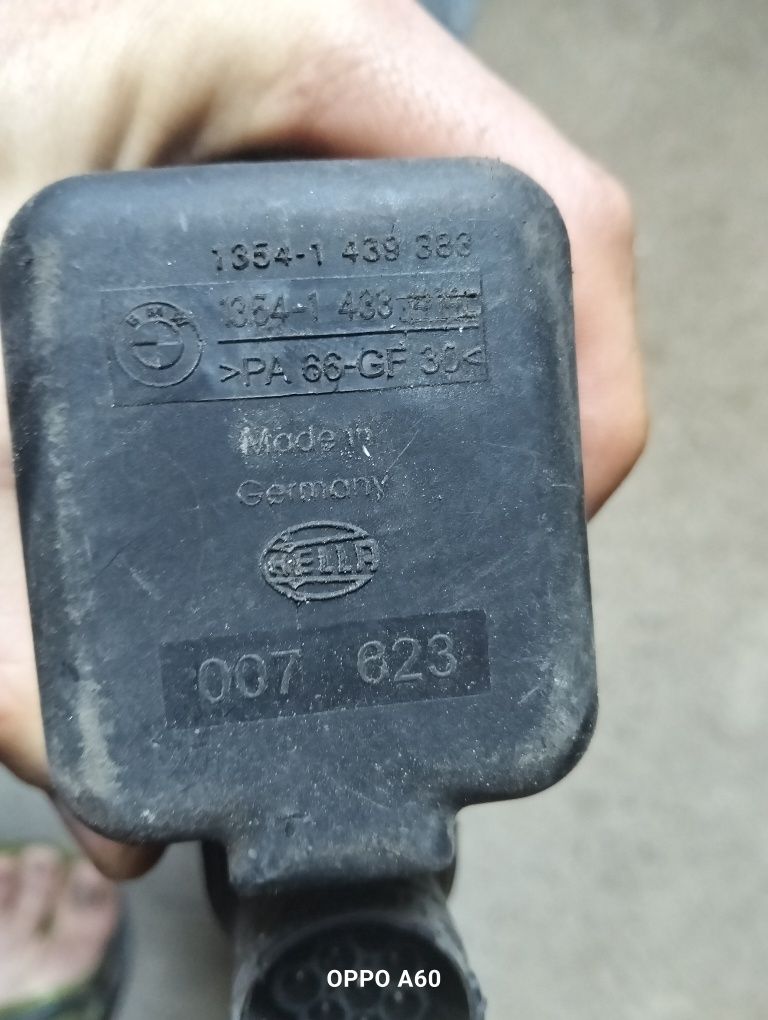 1354-1 439 383
BMW
1354-1 433
>PA 66-GF 30<
Made in
Germany
HELLA
007 623
OPPO A60